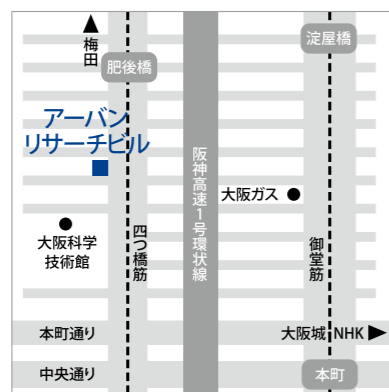 梅田
肥後橋
淀屋橋
アーバン
リサーチビル
阪神高速1号環状線
大阪ガス
大阪科学
技術館
四つ橋筋
御堂筋
本町通り
大阪城 NHK
中央通り
本町